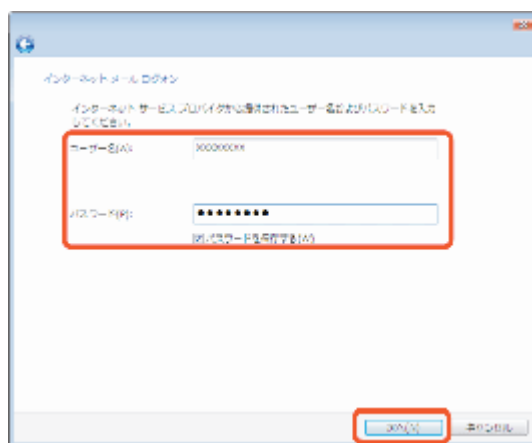 インターネット メール ログオン
インターネット サービス プロバイダから提供されたユーザー名およびパスワードを入力
してください。
ユーザー名(A):
パスワード(P):
パスワードを保存する(W)
次へ(N)
キャンセル